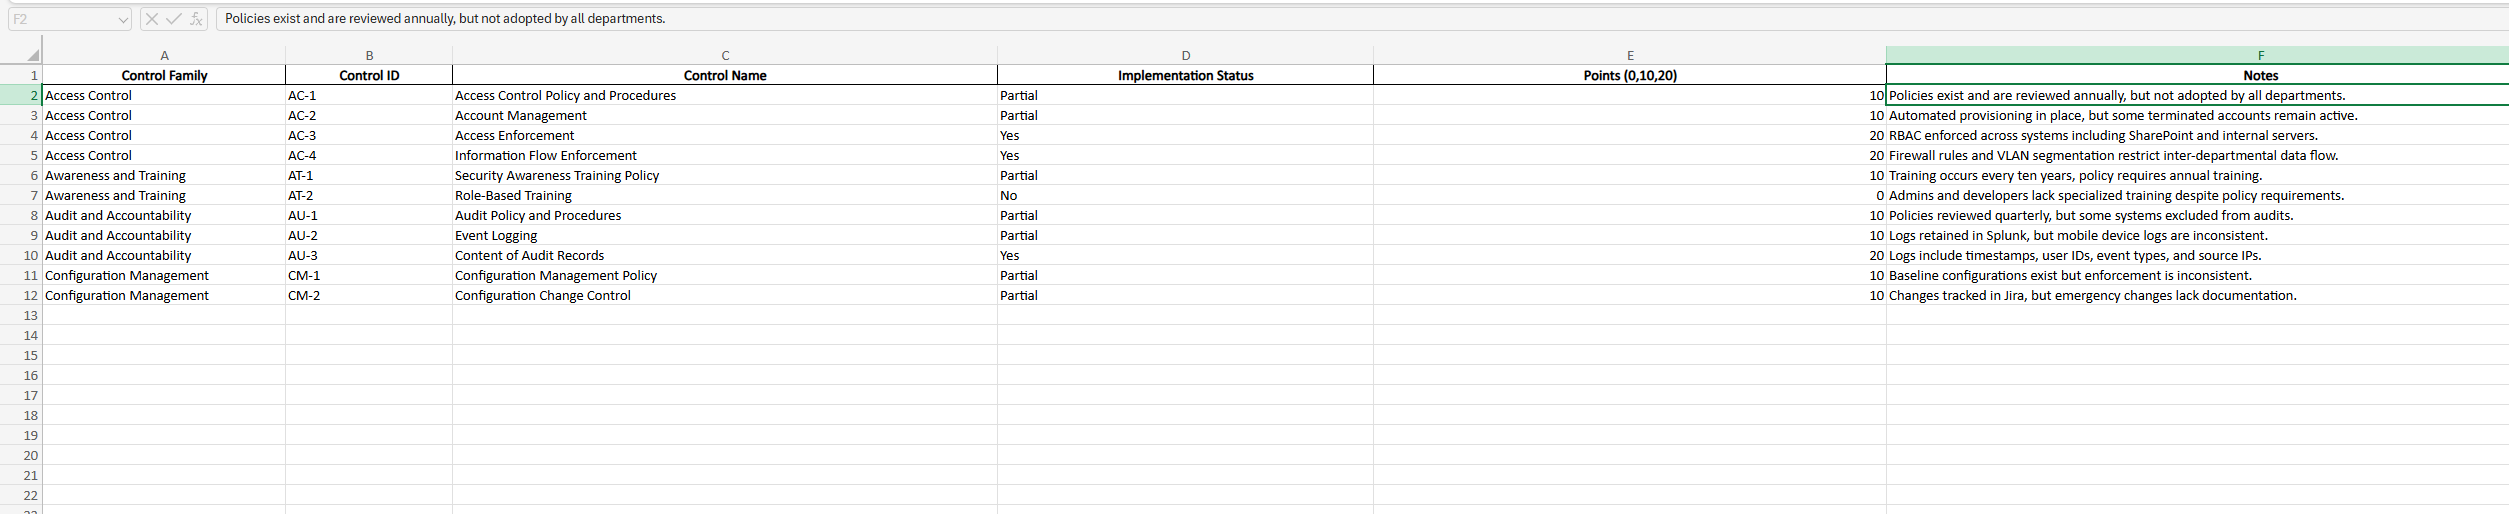 F2 fx Policies exist and are reviewed annually, but not adopted by all departments.
A B C D E F
1 Control Family Control ID Control Name Implementation Status Points (0,10,20) Notes
2 Access Control AC-1 Access Control Policy and Procedures Partial 10 Policies exist and are reviewed annually, but not adopted by all departments.
3 Access Control AC-2 Account Management Partial 10 Automated provisioning in place, but some terminated accounts remain active.
4 Access Control AC-3 Access Enforcement Yes 20 RBAC enforced across systems including SharePoint and internal servers.
5 Access Control AC-4 Information Flow Enforcement Yes 20 Firewall rules and VLAN segmentation restrict inter-departmental data flow.
6 Awareness and Training AT-1 Security Awareness Training Policy Partial 10 Training occurs every ten years, policy requires annual training.
7 Awareness and Training AT-2 Role-Based Training No 0 Admins and developers lack specialized training despite policy requirements.
8 Audit and Accountability AU-1 Audit Policy and Procedures Partial 10 Policies reviewed quarterly, but some systems excluded from audits.
9 Audit and Accountability AU-2 Event Logging Partial 10 Logs retained in Splunk, but mobile device logs are inconsistent.
10 Audit and Accountability AU-3 Content of Audit Records Yes 20 Logs include timestamps, user IDs, event types, and source IPs.
11 Configuration Management CM-1 Configuration Management Policy Partial 10 Baseline configurations exist but enforcement is inconsistent.
12 Configuration Management CM-2 Configuration Change Control Partial 10 Changes tracked in Jira, but emergency changes lack documentation.
13
14
15
16
17
18
19
20
21
22